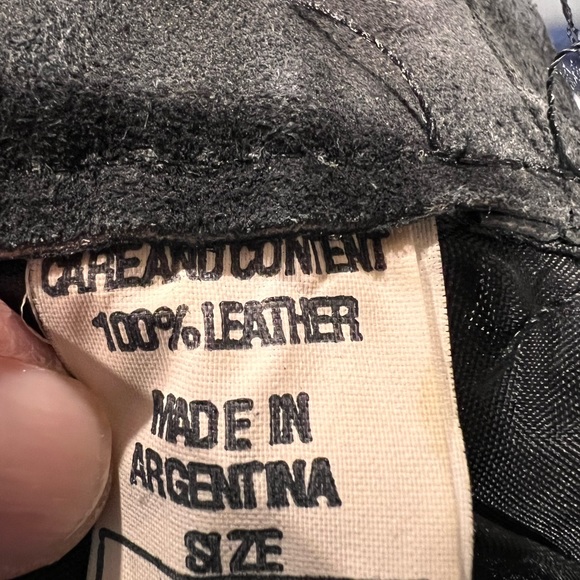 CARE AND CONTENT
100% LEATHER
MADE IN
ARGENTINA
SIZE